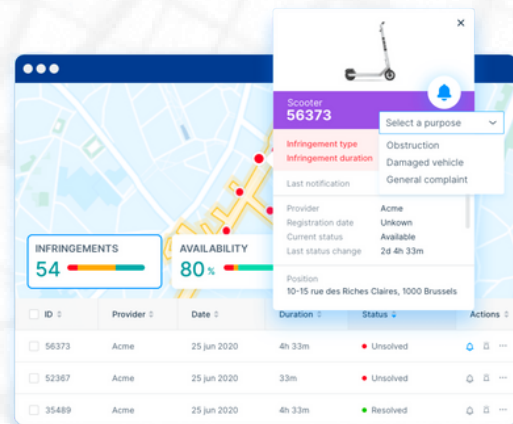 Scooter
56373
Select a purpose
Obstruction
Damaged vehicle
General complaint
Infringement type
Infringement duration
Last notification
Provider Acme
Registration date Unkown
Current status Available
Last status change 2d 4h 33m
Position
10-15 rue des Riches Claires, 1000 Brussels
INFRINGEMENTS
54
AVAILABILITY
80 %
ID Provider Date Duration Status Actions
56373 Acme 25 jun 2020 4h 33m Unsolved
52367 Acme 25 jun 2020 33m Unsolved
35489 Acme 25 jun 2020 4h 33m Resolved